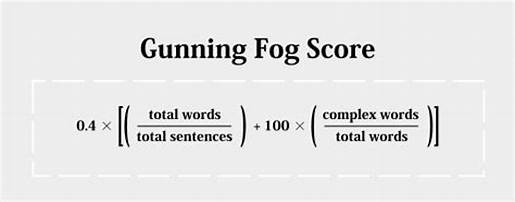 Gunning Fog Score
0.4 × [( total words / total sentences ) + 100 × ( complex words / total words )]